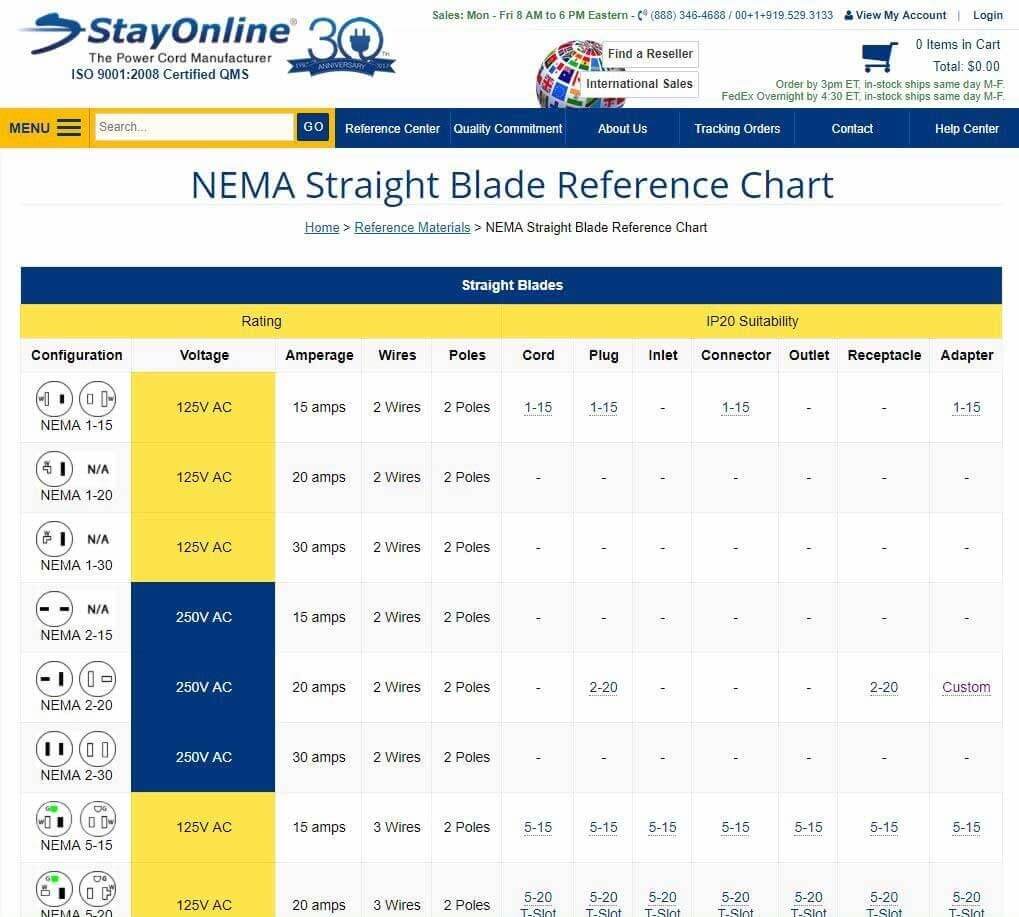 Sales: Mon - Fri 8 AM to 6 PM Eastern - (888) 346-4688 / 00+1+919.529.3133 View My Account | Login
StayOnline®
The Power Cord Manufacturer
ISO 9001:2008 Certified QMS
30
ANNIVERSARY
Find a Reseller
International Sales
0 Items in Cart
Total: $0.00
Order by 3pm ET, in-stock ships same day M-F.
FedEx Overnight by 4:30 ET, in-stock ships same day M-F.
MENU Search... GO Reference Center Quality Commitment About Us Tracking Orders Contact Help Center
NEMA Straight Blade Reference Chart
Home > Reference Materials > NEMA Straight Blade Reference Chart
Straight Blades
Rating IP20 Suitability
Configuration Voltage Amperage Wires Poles Cord Plug Inlet Connector Outlet Receptacle Adapter
W W
NEMA 1-15 125V AC 15 amps 2 Wires 2 Poles 1-15 1-15 - 1-15 - - 1-15
W N/A
NEMA 1-20 125V AC 20 amps 2 Wires 2 Poles - - - - - - -
W N/A
NEMA 1-30 125V AC 30 amps 2 Wires 2 Poles - - - - - - -
N/A
NEMA 2-15 250V AC 15 amps 2 Wires 2 Poles - - - - - - -
NEMA 2-20 250V AC 20 amps 2 Wires 2 Poles - 2-20 - - - 2-20 Custom
NEMA 2-30 250V AC 30 amps 2 Wires 2 Poles - - - - - - -
G G
W W
NEMA 5-15 125V AC 15 amps 3 Wires 2 Poles 5-15 5-15 5-15 5-15 5-15 5-15 5-15
G G
W W
NEMA 5-20 125V AC 20 amps 3 Wires 2 Poles 5-20 5-20 5-20 5-20 5-20 5-20 5-20
T-Slot T-Slot T-Slot T-Slot T-Slot T-Slot T-Slot